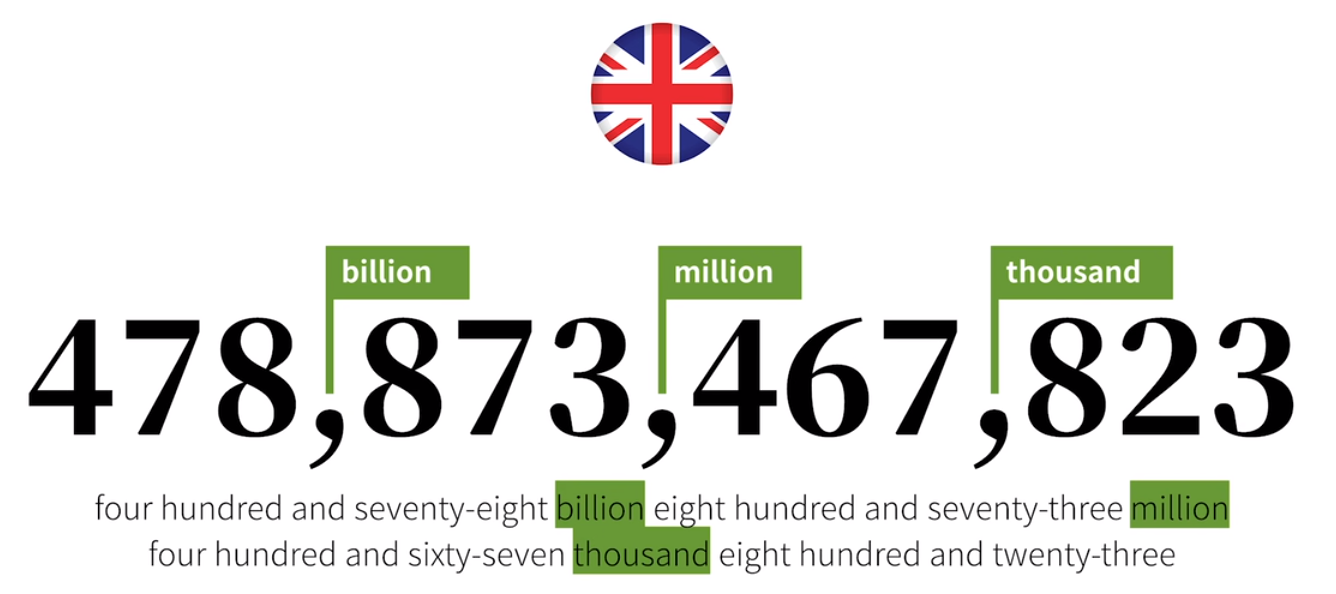 billion million thousand
478,873,467,823
four hundred and seventy-eight billion eight hundred and seventy-three million
four hundred and sixty-seven thousand eight hundred and twenty-three